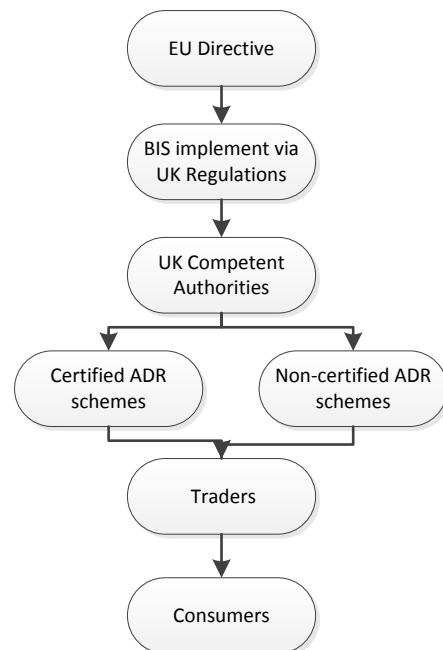 EU Directive
BIS implement via
UK Regulations
UK Competent
Authorities
Certified ADR
schemes
Non-certified ADR
schemes
Traders
Consumers